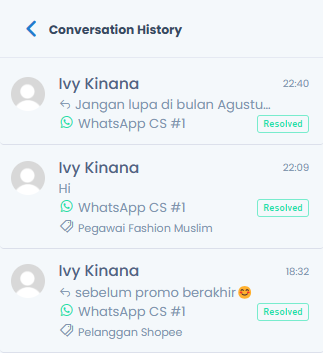 Conversation History
Ivy Kinana
22:40
Jangan lupa di bulan Agustu...
WhatsApp CS #1
Resolved
Ivy Kinana
22:09
Hi
WhatsApp CS #1
Resolved
Pegawai Fashion Muslim
Ivy Kinana
18:32
sebelum promo berakhir😊
WhatsApp CS #1
Resolved
Pelanggan Shopee